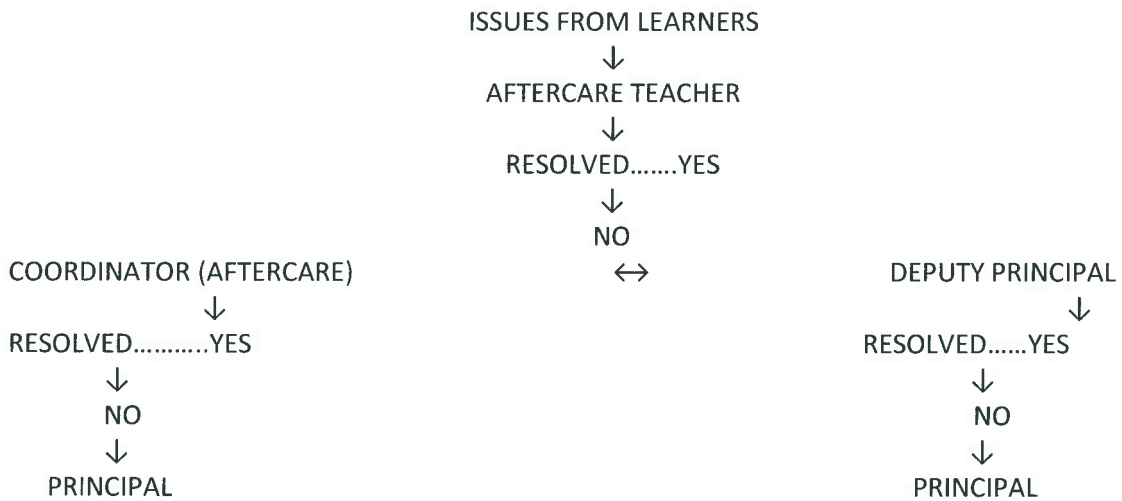 ISSUES FROM LEARNERS
↓
AFTERCARE TEACHER
↓
RESOLVED.......YES
↓
NO
COORDINATOR (AFTERCARE) ↔ DEPUTY PRINCIPAL
↓ ↓
RESOLVED...........YES RESOLVED......YES
↓ ↓
NO NO
↓ ↓
PRINCIPAL PRINCIPAL